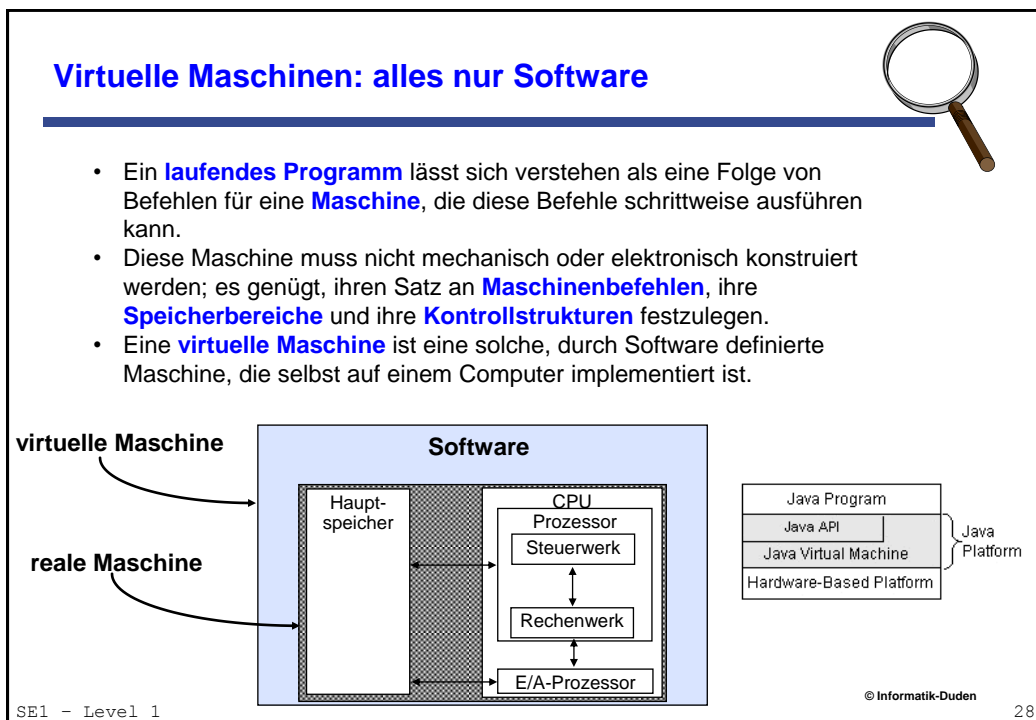 Virtuelle Maschinen: alles nur Software
• Ein laufendes Programm lässt sich verstehen als eine Folge von
Befehlen für eine Maschine, die diese Befehle schrittweise ausführen
kann.
• Diese Maschine muss nicht mechanisch oder elektronisch konstruiert
werden; es genügt, ihren Satz an Maschinenbefehlen, ihre
Speicherbereiche und ihre Kontrollstrukturen festzulegen.
• Eine virtuelle Maschine ist eine solche, durch Software definierte
Maschine, die selbst auf einem Computer implementiert ist.
virtuelle Maschine
reale Maschine
Software
Haupt-
speicher
CPU
Prozessor
Steuerwerk
Rechenwerk
E/A-Prozessor
Java Program
Java API
Java Virtual Machine
Hardware-Based Platform
Java
Platform
© Informatik-Duden
SE1 - Level 1
28